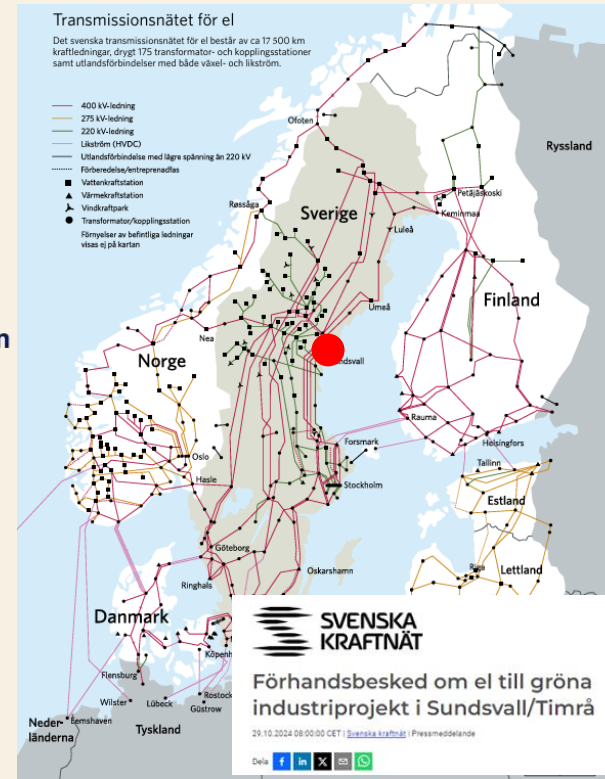 Transmissionsnätet för el
Det svenska transmissionsnätet för el består av ca 17 500 km
kraftledningar, drygt 175 transformator- och kopplingsstationer
samt utlandsförbindelser med både växel- och likström.
400 kV-ledning
275 kV-ledning
220 kV-ledning
Likström (HVDC)
Utlandsförbindelse med lägre spänning än 220 kV
Förberedelse/entreprenadfas
Vattenkraftstation
Värmekraftstation
Vindkraftpark
Transformator/kopplingsstation
Förnyelser av befintliga ledningar
visas ej på kartan
Ofoten
Ryssland
Røssåga
Sverige
Petäjäskoski
Keminmaa
Luleå
Finland
Umeå
n
Nea
Norge
ndsvall
Rauma
Forsmark
Helsingfors
Oslo
Tallinn
Hasle
Stockholm
Estland
Göteborg
Oskarshamn
Riga
Lettland
Ringhals
Danmark
Köpenh
Flensburg
Wilster
Lübeck
Rostock
Güstrow
Neder-
länderna
Eemshaven
Tyskland
SVENSKA
KRAFTNÄT
Förhandsbesked om el till gröna
industriprojekt i Sundsvall/Timrå
29.10.2024 08:00:00 CET | Svenska kraftnät | Pressmeddelande
Dela